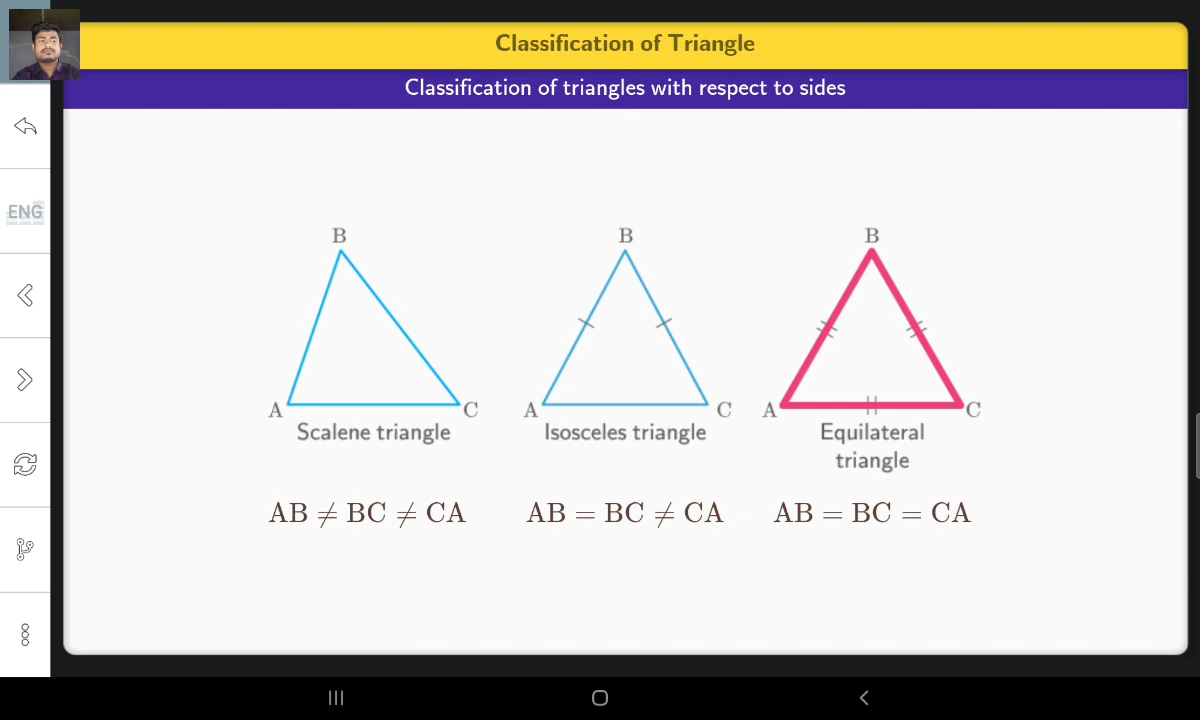 Classification of Triangle
Classification of triangles with respect to sides
ENG
B
B
B
A
C
A
C
A
C
Scalene triangle
Isosceles triangle
Equilateral
triangle
AB ≠ BC ≠ CA
AB = BC ≠ CA
AB = BC = CA